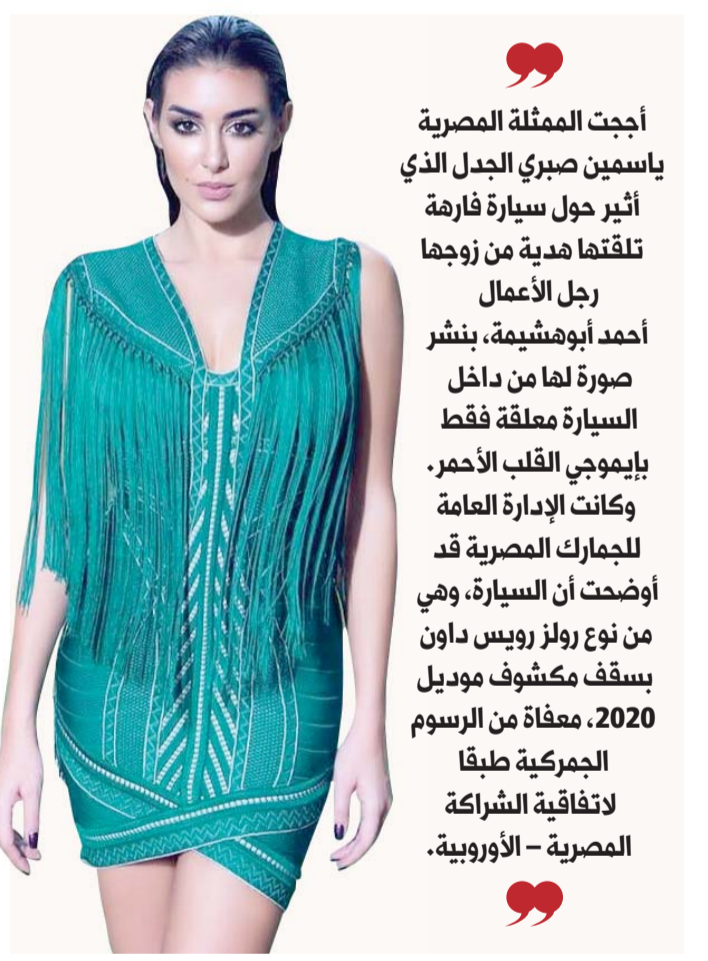 أججت الممثلة المصرية
ياسمين صبري الجدل الذي
أثير حول سيارة فارهة
تلقتها هدية من زوجها
رجل الأعمال
أحمد أبوهشيمة، بنشر
صورة لها من داخل
السيارة معلقة فقط
بإيموجي القلب الأحمر.
وكانت الإدارة العامة
للجمارك المصرية قد
أوضحت أن السيارة، وهي
من نوع رولز رويس داون
بسقف مكشوف موديل
2020، معفاة من الرسوم
الجمركية طبقا
لاتفاقية الشراكة
المصرية – الأوروبية.